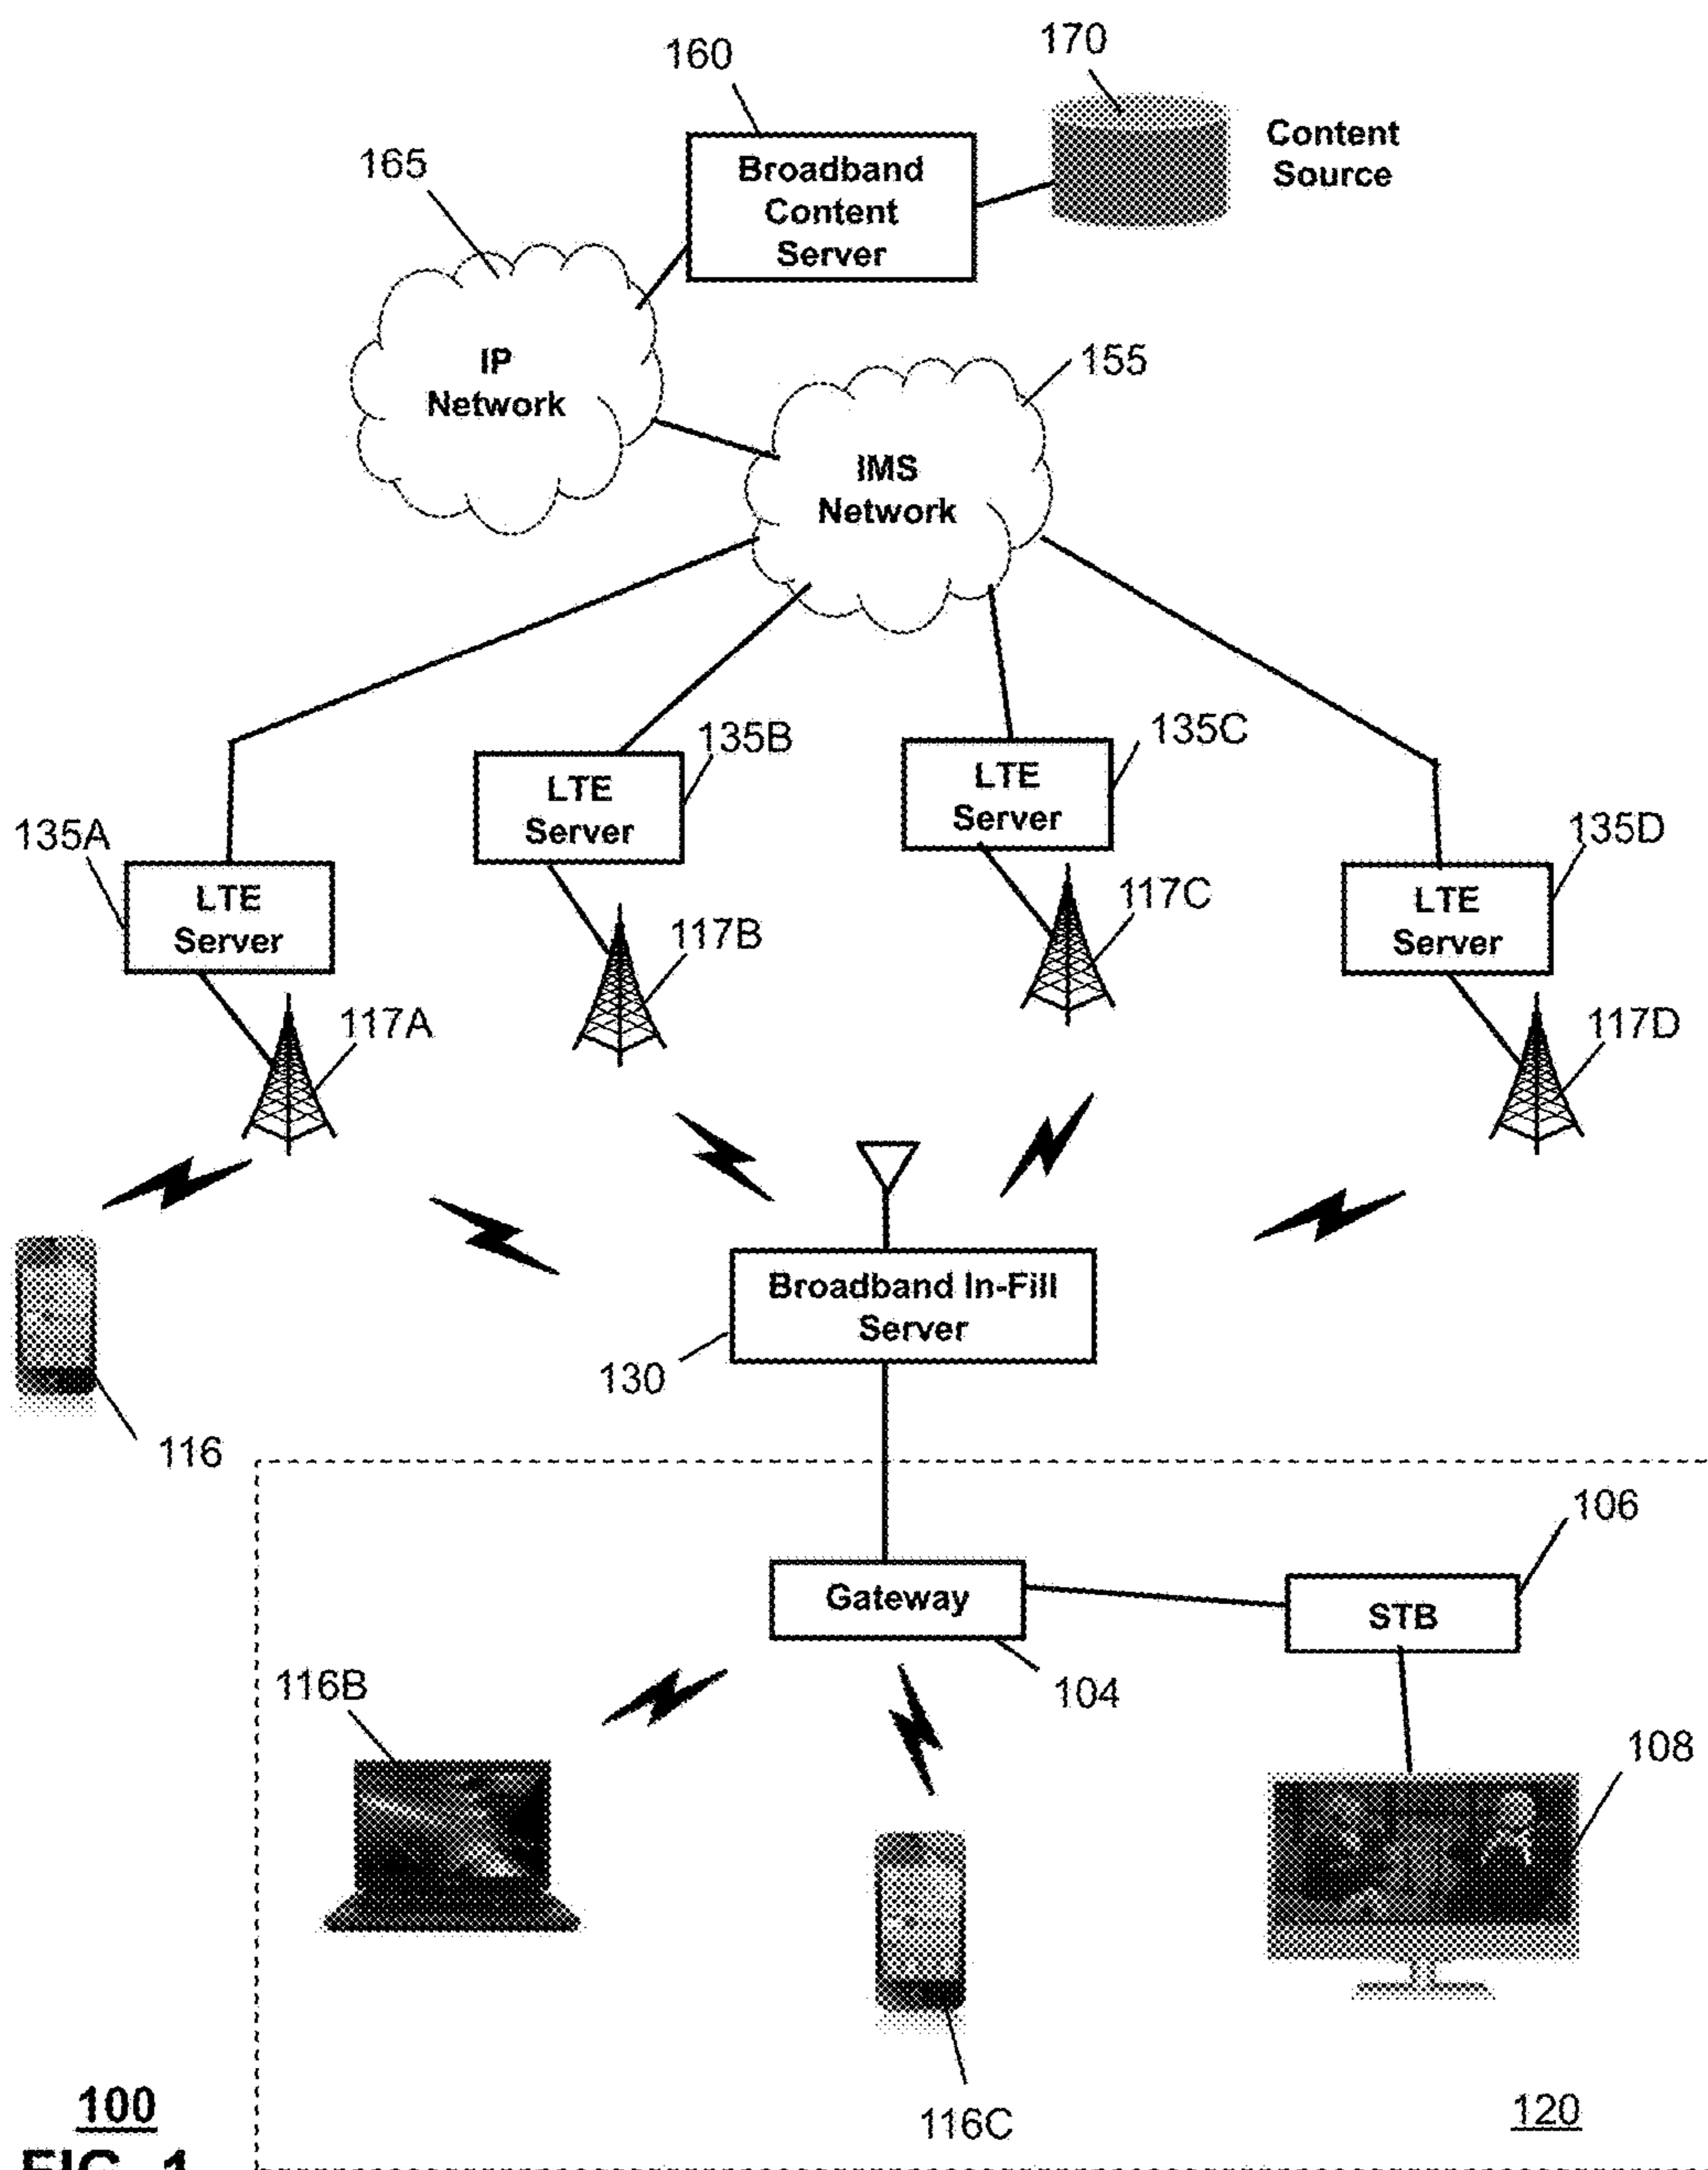 160
170
Content
Source
165
Broadband
Content
Server
155
IP
Network
IMS
Network
135B
135C
LTE
Server
LTE
Server
135A
135D
LTE
Server
LTE
Server
117B
117C
117A
117D
Broadband In-Fill
Server
130
116
106
Gateway
STB
104
116B
108
116C
100
120
FIG. 1